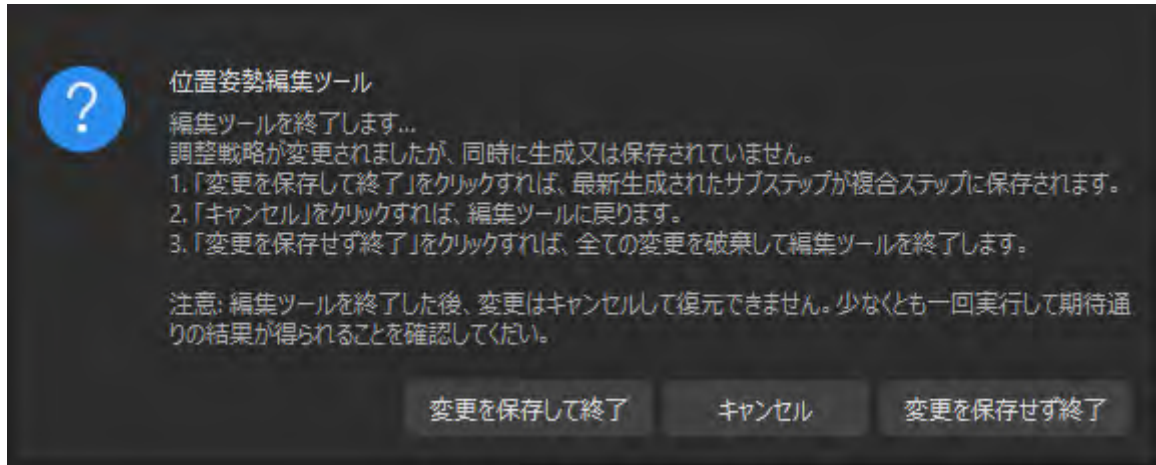 ?
位置姿勢編集ツール
編集ツールを終了します...
調整戦略が変更されましたが、同時に生成又は保存されていません。
1.「変更を保存して終了」をクリックすれば、最新生成されたサブステップが複合ステップに保存されます。
2.「キャンセル」をクリックすれば、編集ツールに戻ります。
3.「変更を保存せず終了」をクリックすれば、全ての変更を破棄して編集ツールを終了します。
注意: 編集ツールを終了した後、変更はキャンセルして復元できません。少なくとも一回実行して期待通
りの結果が得られることを確認してくだい。
変更を保存して終了 キャンセル 変更を保存せず終了